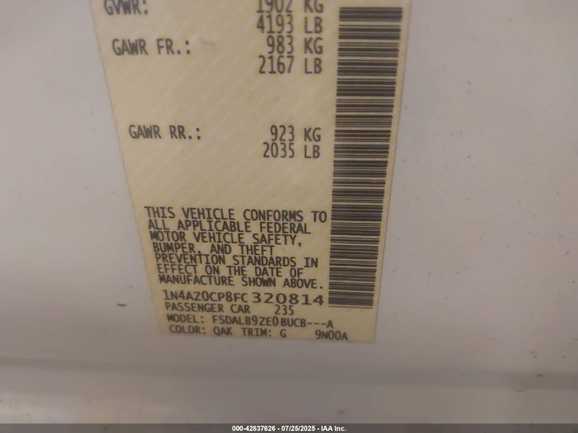 GVWR: 1902 KG
4193 LB
GAWR FR.: 983 KG
2167 LB
GAWR RR.: 923 KG
2035 LB
THIS VEHICLE CONFORMS TO
ALL APPLICABLE FEDERAL
MOTOR VEHICLE SAFETY,
BUMPER, AND THEFT
PREVENTION STANDARDS IN
EFFECT ON THE DATE OF
MANUFACTURE SHOWN ABOVE.
1N4AZ0CP8FC320814
PASSENGER CAR 235
MODEL: FSDALB9ZE0BUCB---A
COLOR: QAK TRIM: G 9N00A
000-42837626 - 07/25/2025 - IAA Inc.